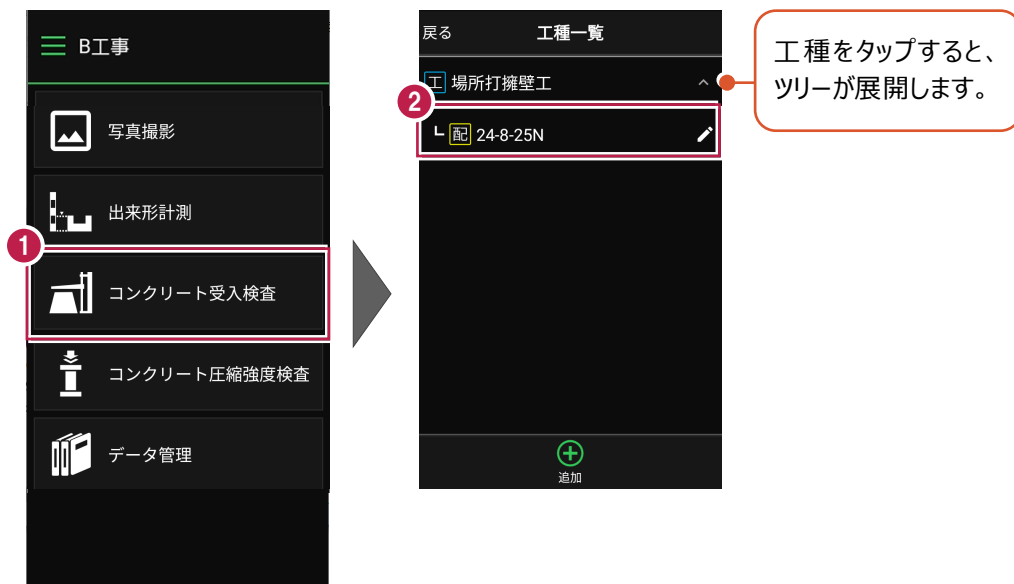 B工事
写真撮影
出来形計測
1
コンクリート受入検査
コンクリート圧縮強度検査
データ管理
戻る 工種一覧
工 場所打擁壁工
2
配 24-8-25N
追加
工種をタップすると、
ツリーが展開します。